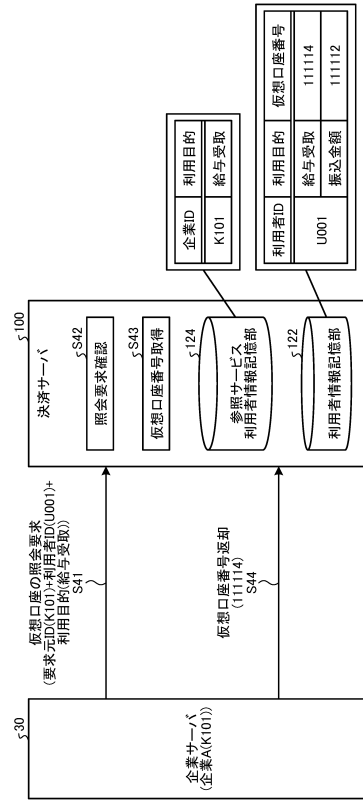 30
企業サーバ
(企業A(K101))
仮想口座の照会要求
(要求元ID(K101)+利用者ID(U001)+
利用目的(給与受取))
S41
仮想口座番号返却
(111114)
S44
100
決済サーバ
S42
照会要求確認
S43
仮想口座番号取得
124
参照サービス
利用者情報記憶部
122
利用者情報記憶部
企業ID 利用目的
K101 給与受取
利用者ID 利用目的 仮想口座番号
U001 給与受取 111114
振込金額 111112